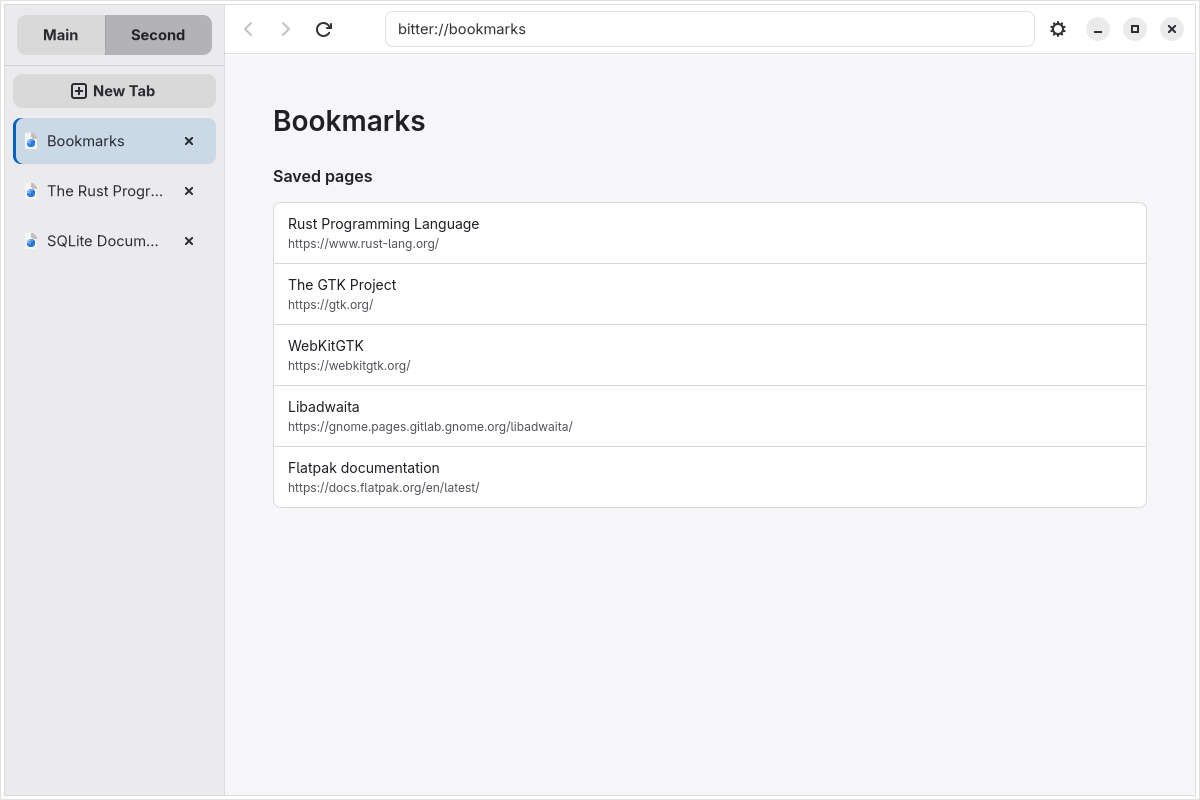 Main
Second
bitter://bookmarks
New Tab
Bookmarks
The Rust Progr...
SQLite Docum...
Bookmarks
Saved pages
Rust Programming Language
https://www.rust-lang.org/
The GTK Project
https://gtk.org/
WebKitGTK
https://webkitgtk.org/
Libadwaita
https://gnome.pages.gitlab.gnome.org/libadwaita/
Flatpak documentation
https://docs.flatpak.org/en/latest/